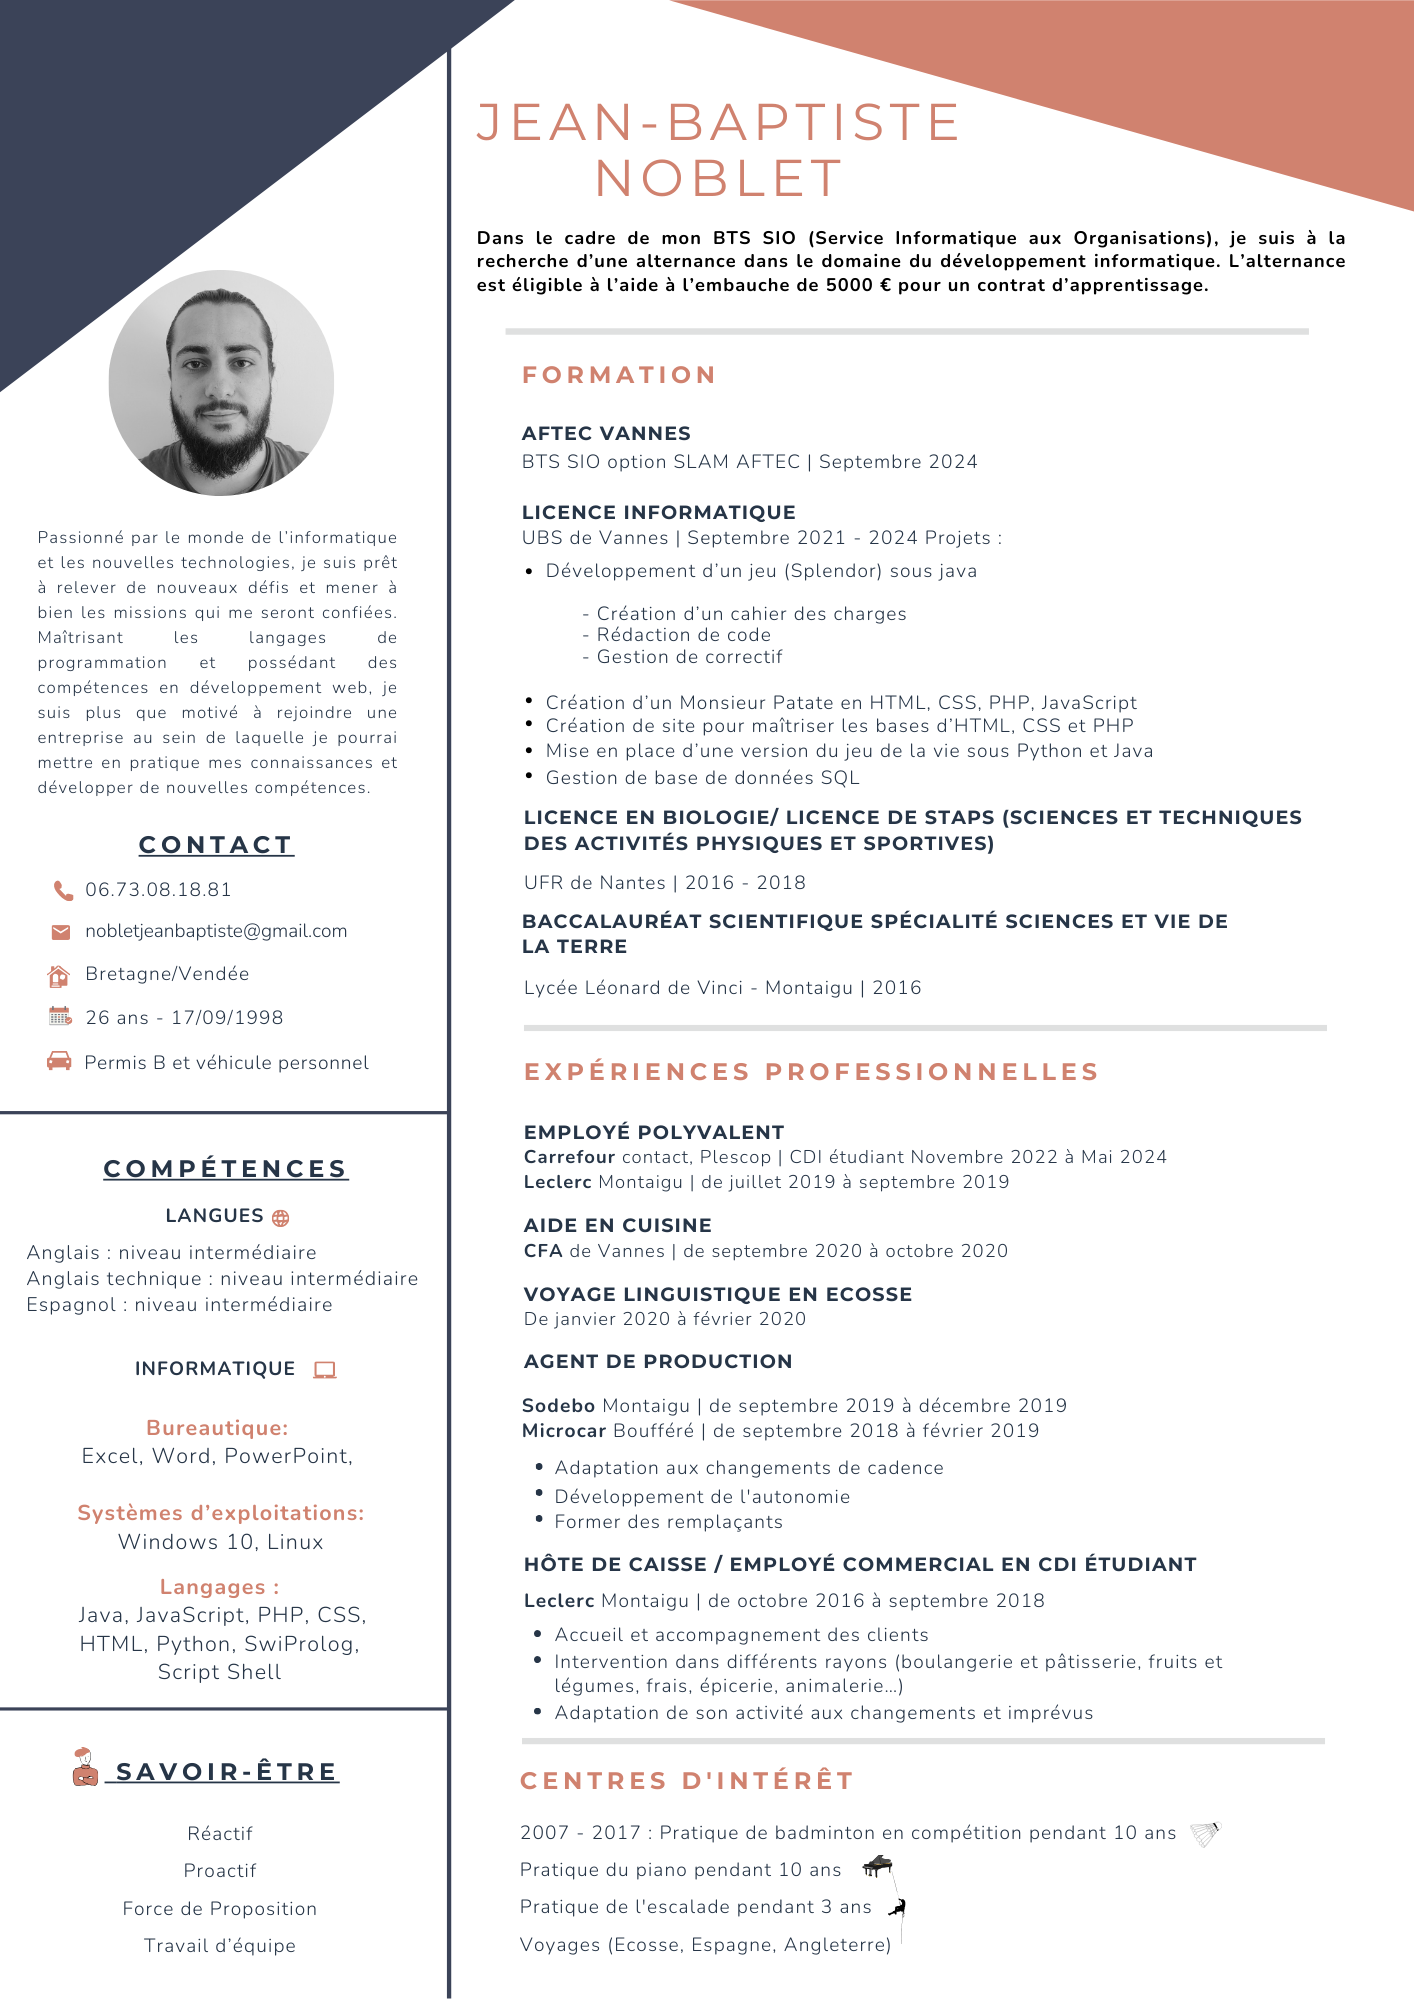 JEAN-BAPTISTE
NOBLET
Dans le cadre de mon BTS SIO (Service Informatique aux Organisations), je suis à la
recherche d’une alternance dans le domaine du développement informatique. L’alternance
est éligible à l’aide à l’embauche de 5000 € pour un contrat d’apprentissage.
Passionné par le monde de l’informatique
et les nouvelles technologies, je suis prêt
à relever de nouveaux défis et mener à
bien les missions qui me seront confiées.
Maîtrisant les langages de
programmation et possédant des
compétences en développement web, je
suis plus que motivé à rejoindre une
entreprise au sein de laquelle je pourrai
mettre en pratique mes connaissances et
développer de nouvelles compétences.
CONTACT
06.73.08.18.81
nobletjeanbaptiste@gmail.com
Bretagne/Vendée
26 ans - 17/09/1998
Permis B et véhicule personnel
COMPÉTENCES
LANGUES
Anglais : niveau intermédiaire
Anglais technique : niveau intermédiaire
Espagnol : niveau intermédiaire
INFORMATIQUE
Bureautique:
Excel, Word, PowerPoint,
Systèmes d’exploitations:
Windows 10, Linux
Langages :
Java, JavaScript, PHP, CSS,
HTML, Python, SwiProlog,
Script Shell
SAVOIR-ÊTRE
Réactif
Proactif
Force de Proposition
Travail d’équipe
FORMATION
AFTEC VANNES
BTS SIO option SLAM AFTEC | Septembre 2024
LICENCE INFORMATIQUE
UBS de Vannes | Septembre 2021 - 2024 Projets :
• Développement d’un jeu (Splendor) sous java
- Création d’un cahier des charges
- Rédaction de code
- Gestion de correctif
• Création d’un Monsieur Patate en HTML, CSS, PHP, JavaScript
• Création de site pour maîtriser les bases d’HTML, CSS et PHP
• Mise en place d’une version du jeu de la vie sous Python et Java
• Gestion de base de données SQL
LICENCE EN BIOLOGIE/ LICENCE DE STAPS (SCIENCES ET TECHNIQUES
DES ACTIVITÉS PHYSIQUES ET SPORTIVES)
UFR de Nantes | 2016 - 2018
BACCALAURÉAT SCIENTIFIQUE SPÉCIALITÉ SCIENCES ET VIE DE
LA TERRE
Lycée Léonard de Vinci - Montaigu | 2016
EXPÉRIENCES PROFESSIONNELLES
EMPLOYÉ POLYVALENT
Carrefour contact, Plescop | CDI étudiant Novembre 2022 à Mai 2024
Leclerc Montaigu | de juillet 2019 à septembre 2019
AIDE EN CUISINE
CFA de Vannes | de septembre 2020 à octobre 2020
VOYAGE LINGUISTIQUE EN ECOSSE
De janvier 2020 à février 2020
AGENT DE PRODUCTION
Sodebo Montaigu | de septembre 2019 à décembre 2019
Microcar Boufféré | de septembre 2018 à février 2019
• Adaptation aux changements de cadence
• Développement de l'autonomie
• Former des remplaçants
HÔTE DE CAISSE / EMPLOYÉ COMMERCIAL EN CDI ÉTUDIANT
Leclerc Montaigu | de octobre 2016 à septembre 2018
• Accueil et accompagnement des clients
• Intervention dans différents rayons (boulangerie et pâtisserie, fruits et
légumes, frais, épicerie, animalerie…)
• Adaptation de son activité aux changements et imprévus
CENTRES D'INTÉRÊT
2007 - 2017 : Pratique de badminton en compétition pendant 10 ans
Pratique du piano pendant 10 ans
Pratique de l'escalade pendant 3 ans
Voyages (Ecosse, Espagne, Angleterre)